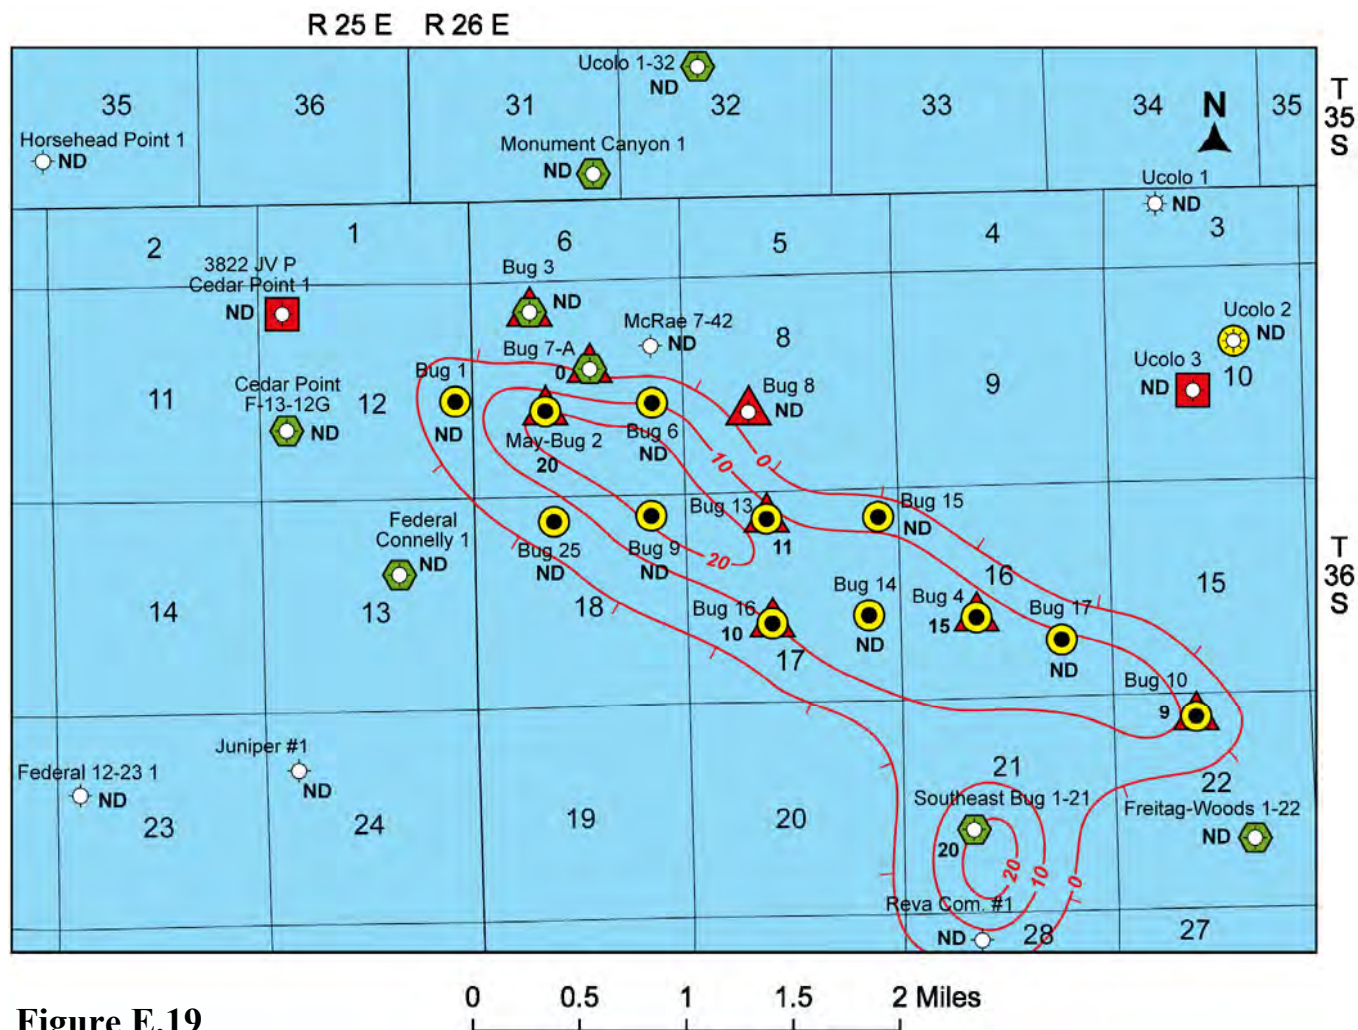 R 25 E R 26 E
Ucolo 1-32
ND
35 36 31 32 33 34 35
N
T
35
S
Horsehead Point 1
ND
Monument Canyon 1
ND
Ucolo 1
ND
2 1 6 5 4 3
3822 JV P
Cedar Point 1
ND
Bug 3
ND
McRae 7-42
ND
8
Ucolo 2
ND
Bug 7-A
0
Ucolo 3
ND
10
Bug 1
ND
Cedar Point
F-13-12G
ND
11 12 9
Bug 8
ND
May-Bug 2
20
Bug 6
ND
10
0
Bug 13
11
Bug 15
ND
Federal
Connelly 1
ND
Bug 25
ND
Bug 9
ND
20
T
36
S
14 13 18 17 16 15
Bug 16
10
Bug 14
ND
Bug 4
15
Bug 17
ND
Bug 10
9
Juniper #1
ND
Federal 12-23 1
ND
23 24 19 20 21 22
Southeast Bug 1-21
20
Freitag-Woods 1-22
ND
20 10 0
Reva Com. #1
ND
28 27
0 0.5 1 1.5 2 Miles
Figure E.19